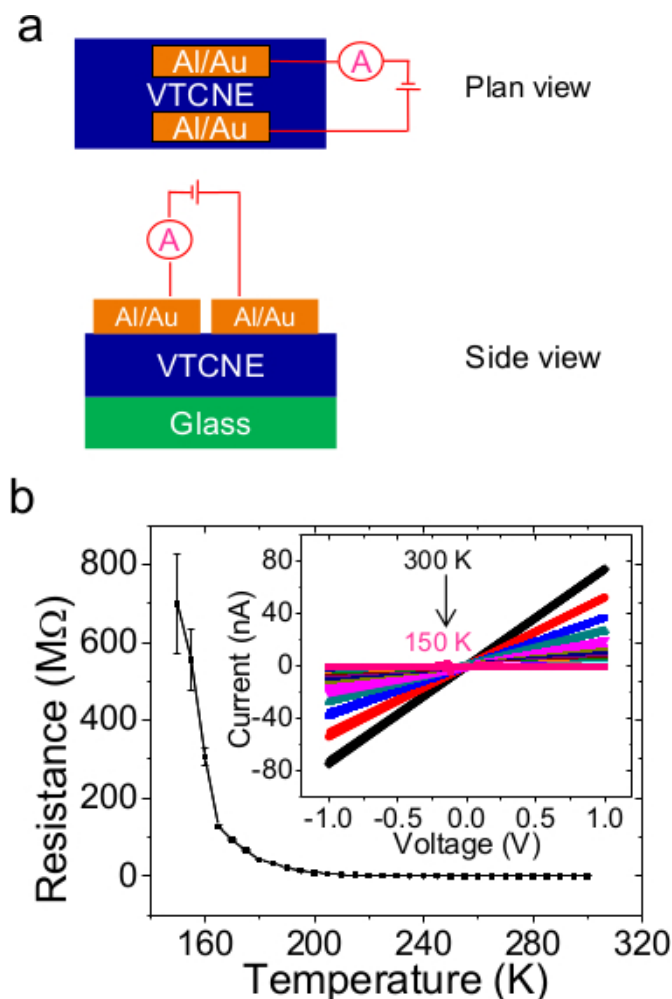 a
Al/Au
A
VTCNE
Plan view
Al/Au
A
Al/Au
Al/Au
VTCNE
Side view
Glass
b
800
600
400
200
0
Resistance (MΩ)
160
200
240
280
320
Temperature (K)
80
40
0
-40
-80
Current (nA)
300 K
150 K
-1.0
-0.5
0.0
0.5
1.0
Voltage (V)